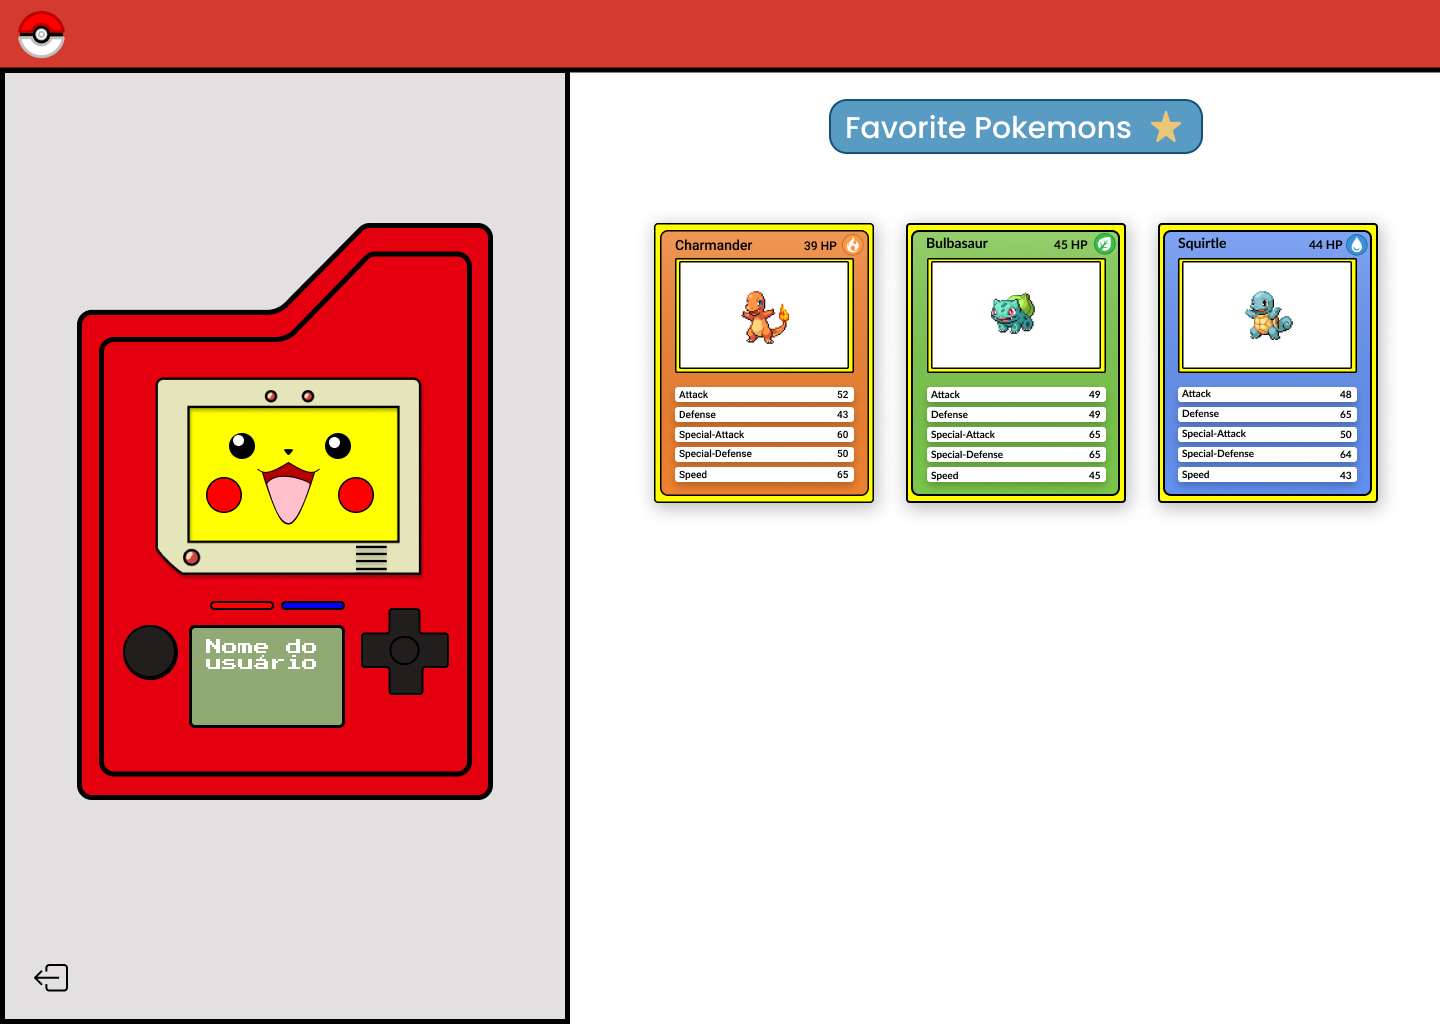 Favorite Pokemons
Nome do
usuário
Charmander 39 HP
Attack 52
Defense 43
Special-Attack 60
Special-Defense 50
Speed 65
Bulbasaur 45 HP
Attack 49
Defense 49
Special-Attack 65
Special-Defense 65
Speed 45
Squirtle 44 HP
Attack 48
Defense 65
Special-Attack 50
Special-Defense 64
Speed 43